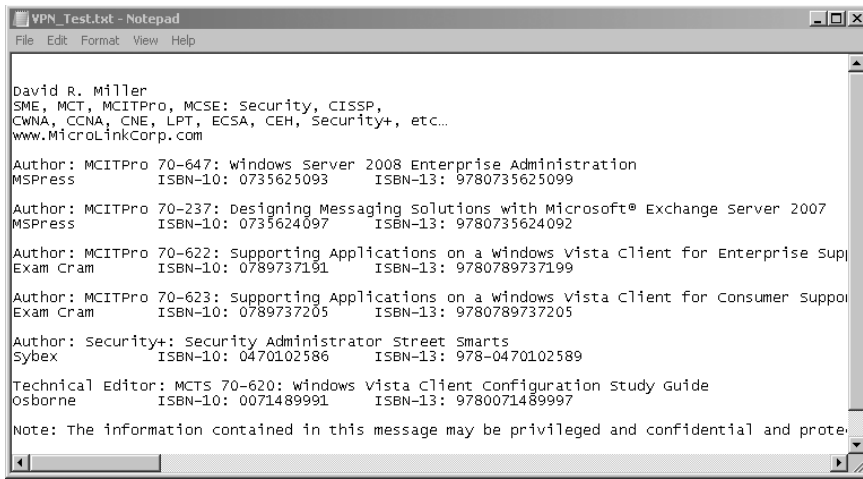 VPN_Test.txt - Notepad
File Edit Format View Help
David R. Miller
SME, MCT, MCITPro, MCSE: Security, CISSP,
CWNA, CCNA, CNE, LPT, ECSA, CEH, Security+, etc…
www.MicroLinkCorp.com
Author: MCITPro 70-647: Windows Server 2008 Enterprise Administration
MSPress ISBN-10: 0735625093 ISBN-13: 9780735625099
Author: MCITPro 70-237: Designing Messaging Solutions with Microsoft® Exchange Server 2007
MSPress ISBN-10: 0735624097 ISBN-13: 9780735624092
Author: MCITPro 70-622: Supporting Applications on a Windows Vista Client for Enterprise Supp
Exam Cram ISBN-10: 0789737191 ISBN-13: 9780789737199
Author: MCITPro 70-623: Supporting Applications on a Windows Vista Client for Consumer Suppo
Exam Cram ISBN-10: 0789737205 ISBN-13: 9780789737205
Author: Security+: Security Administrator Street Smarts
Sybex ISBN-10: 0470102586 ISBN-13: 978-0470102589
Technical Editor: MCTS 70-620: Windows Vista Client Configuration Study Guide
Osborne ISBN-10: 0071489991 ISBN-13: 9780071489997
Note: The information contained in this message may be privileged and confidential and prote